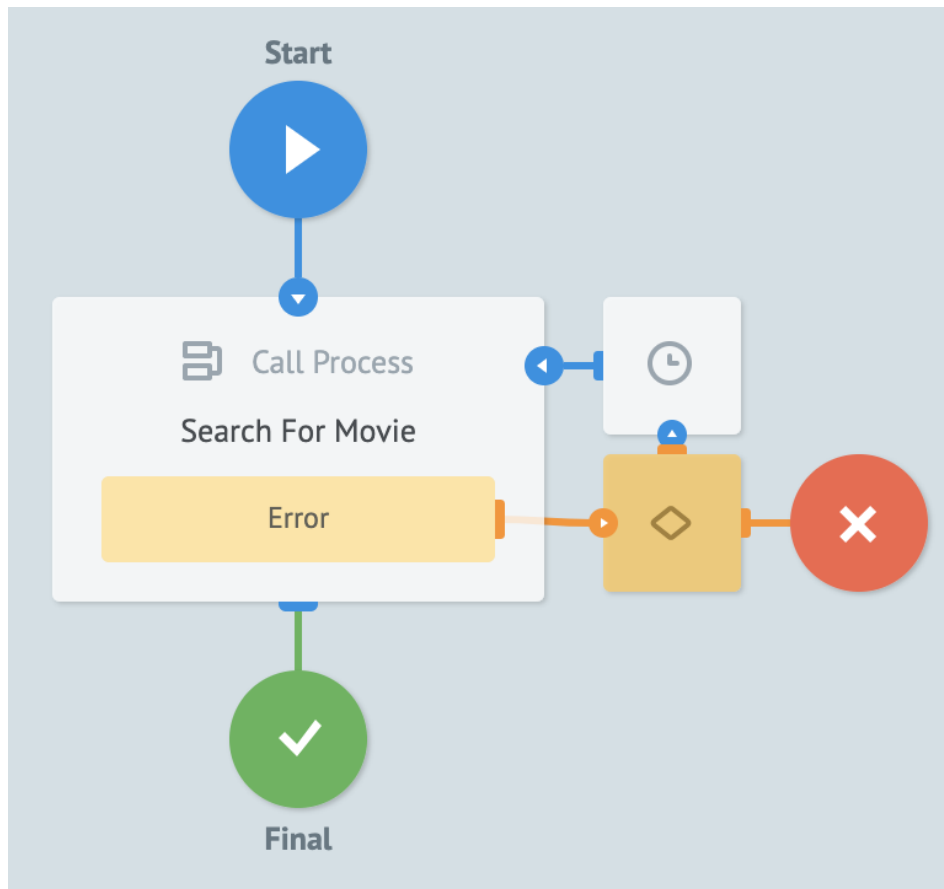 Start
Call Process
Search For Movie
Error
Final